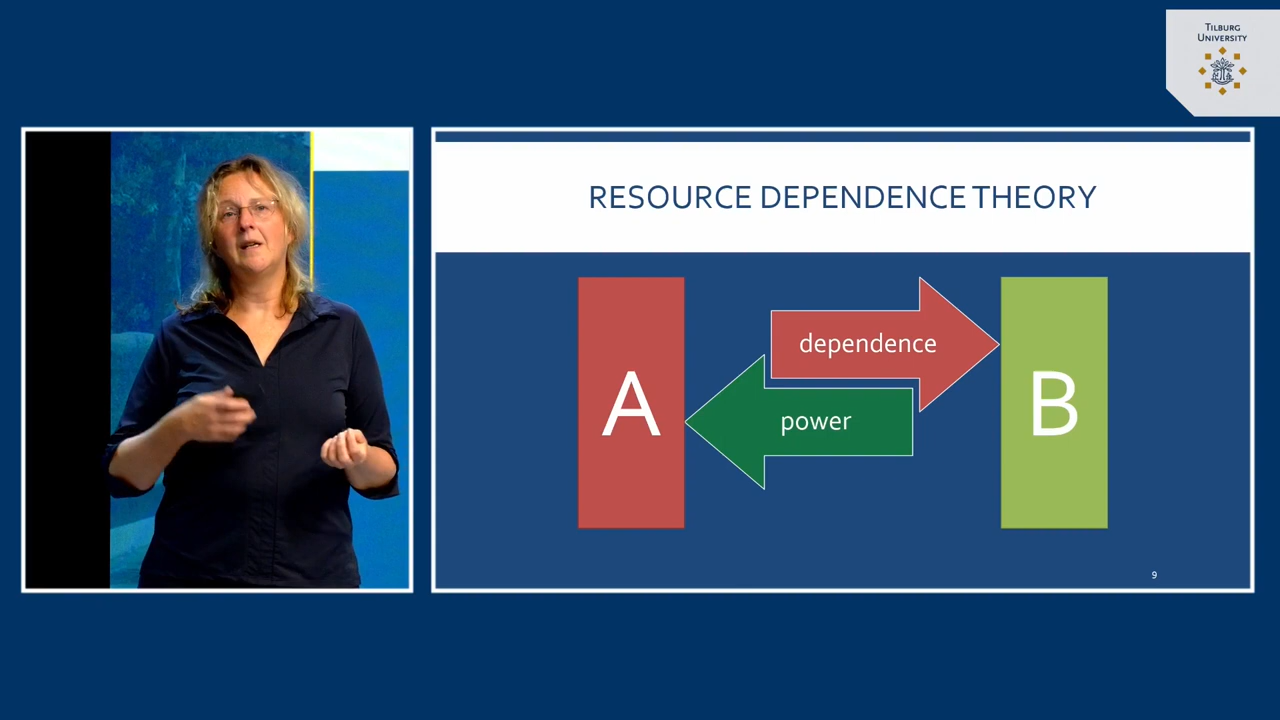 TILBURG
UNIVERSITY
RESOURCE DEPENDENCE THEORY
dependence
A
B
power
9